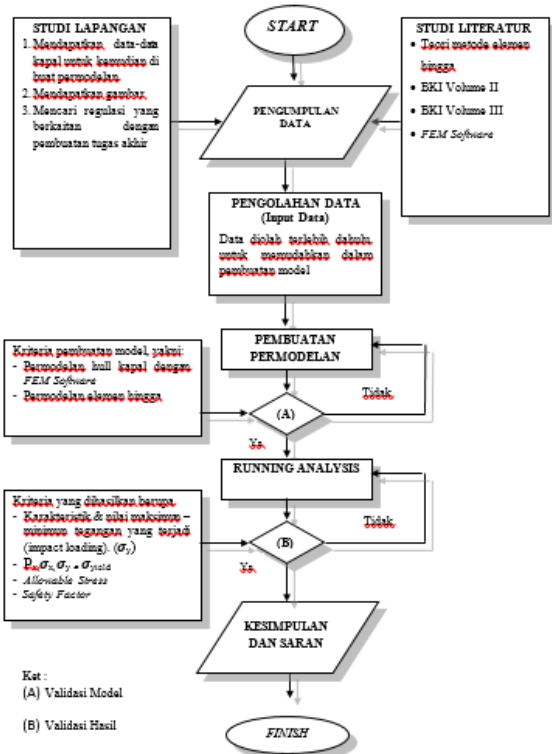 START
STUDI LAPANGAN
1. Mendapatkan data-data
kapal untuk kemudian di
buat permodelan.
2. Mendapatkan gambar.
3. Mencari regulasi yang
berkaitan dengan
pembuatan tugas akhir
STUDI LITERATUR
• Teori metode elemen
hingga
• BKI Volume II
• BKI Volume III
• FEM Software
PENGUMPULAN
DATA
PENGOLAHAN DATA
(Input Data)
Data diolah terlebih dahulu,
untuk memudahkan dalam
pembuatan model
PEMBUATAN
PERMODELAN
Kriteria pembuatan model, yakni:
- Permodelan hull kapal dengan
FEM Software
- Permodelan elemen hingga
(A)
Tidak
Ya
RUNNING ANALYSIS
Kriteria yang dihasilkan berupa
- Karakteristik & nilai maksimun –
minimun tegangan yang terjadi
(impact loading). (σy)
- σx, σy σyield
- Allowable Stress
- Safety Factor
(B)
Tidak
Ya
KESIMPULAN
DAN SARAN
Ket :
(A) Validasi Model
(B) Validasi Hasil
FINISH